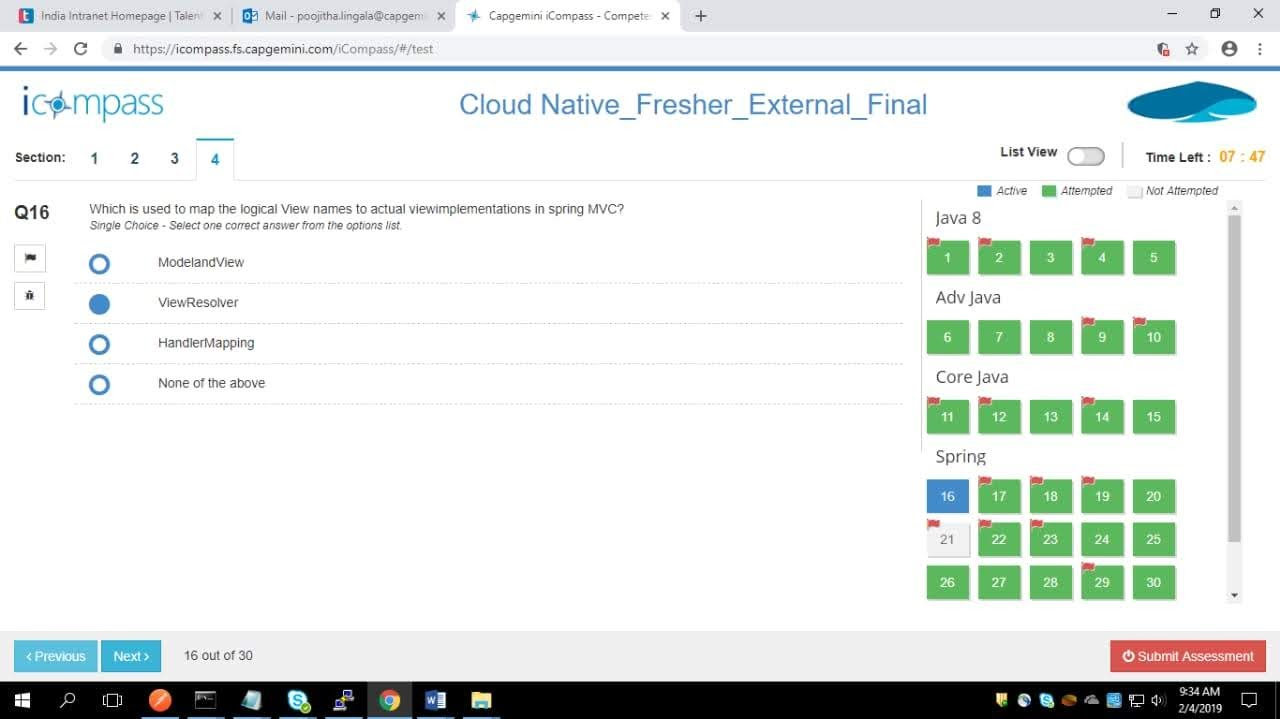 India Intranet Homepage | Talent
Mail - poojitha.lingala@capgemi
Capgemini iCompass - Compete
https://icompass.fs.capgemini.com/iCompass/#/test
icompass
Cloud Native_Fresher_External_Final
Section: 1 2 3 4
List View
Time Left : 07 : 47
Active Attempted Not Attempted
Q16
Which is used to map the logical View names to actual viewimplementations in spring MVC?
Single Choice - Select one correct answer from the options list.
ModelandView
ViewResolver
HandlerMapping
None of the above
Java 8
1 2 3 4 5
Adv Java
6 7 8 9 10
Core Java
11 12 13 14 15
Spring
16 17 18 19 20
21 22 23 24 25
26 27 28 29 30
‹ Previous
Next ›
16 out of 30
Submit Assessment
9:34 AM
2/4/2019